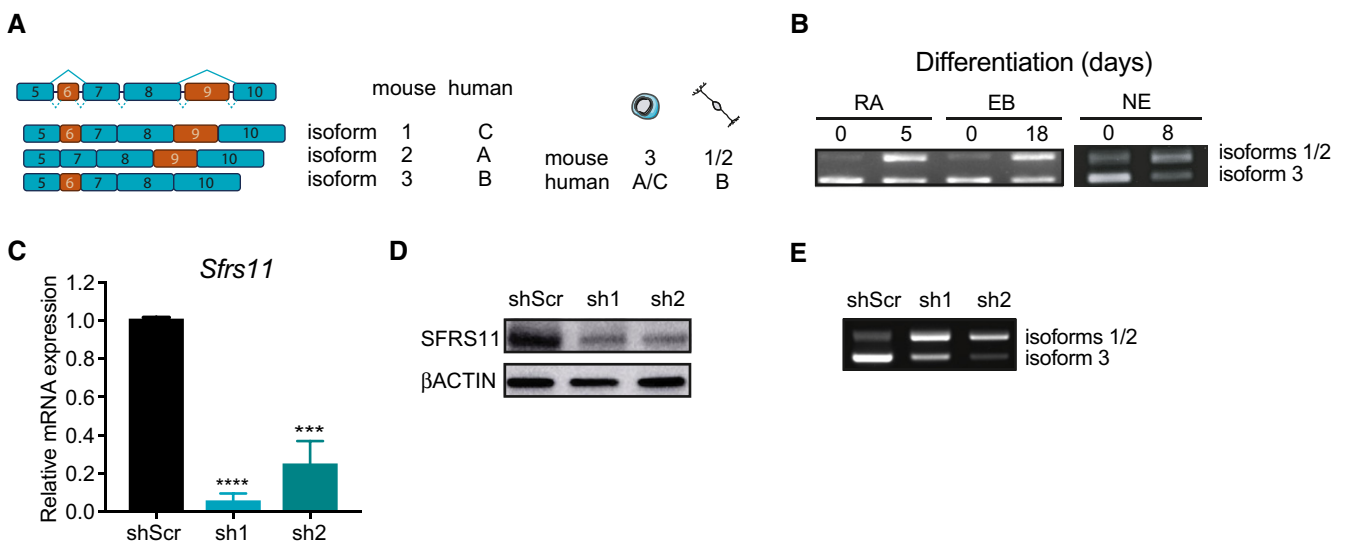 A
5 6 7 8 9 10
5 6 7 8 9 10
5 7 8 9 10
5 6 7 8 10
mouse human
isoform 1 C
isoform 2 A
isoform 3 B
mouse 3 1/2
human A/C B
B
Differentiation (days)
RA EB NE
0 5 0 18 0 8
isoforms 1/2
isoform 3
C
Sfrs11
Relative mRNA expression
1.2
1.0
0.8
0.6
0.4
0.2
0.0
****
***
shScr sh1 sh2
D
shScr sh1 sh2
SFRS11
βACTIN
E
shScr sh1 sh2
isoforms 1/2
isoform 3